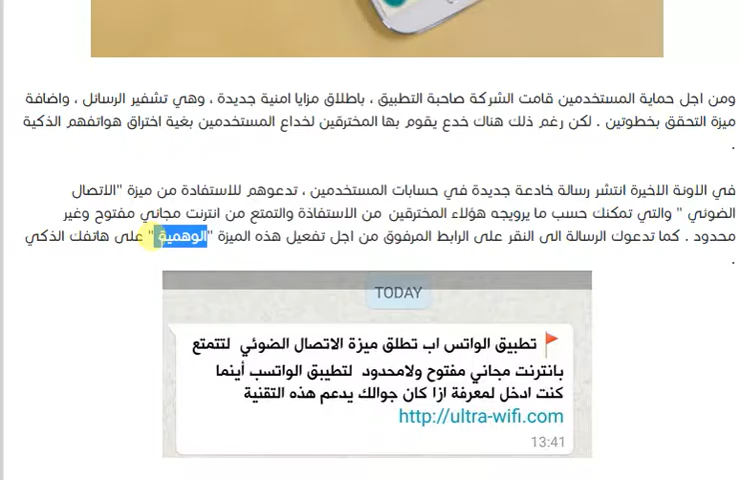 ومن اجل حماية المستخدمين قامت الشركة صاحبة التطبيق ، باطلاق مزايا امنية جديدة ، وهي تشفير الرسائل ، واضافة
ميزة التحقق بخطوتين . لكن رغم ذلك هناك خدع يقوم بها المخترقين لخداع المستخدمين بغية اختراق هواتفهم الذكية
.
في الاونة الاخيرة انتشر رسالة خادعة جديدة في حسابات المستخدمين ، تدعوهم للاستفادة من ميزة "الاتصال
الضوئي " والتي تمكنك حسب ما يرويجه هؤلاء المخترقين من الاستفاذة والتمتع من انترنت مجاني مفتوح وغير
محدود . كما تدعوك الرسالة الى النقر على الرابط المرفوق من اجل تفعيل هذه الميزة "الوهمية " على هاتفك الذكي
.
TODAY
تطبيق الواتس اب تطلق ميزة الاتصال الضوئي لتتمتع
بانترنت مجاني مفتوح ولامحدود لتطبيق الواتسب أينما
كنت ادخل لمعرفة ازا كان جوالك يدعم هذه التقنية
http://ultra-wifi.com
13:41